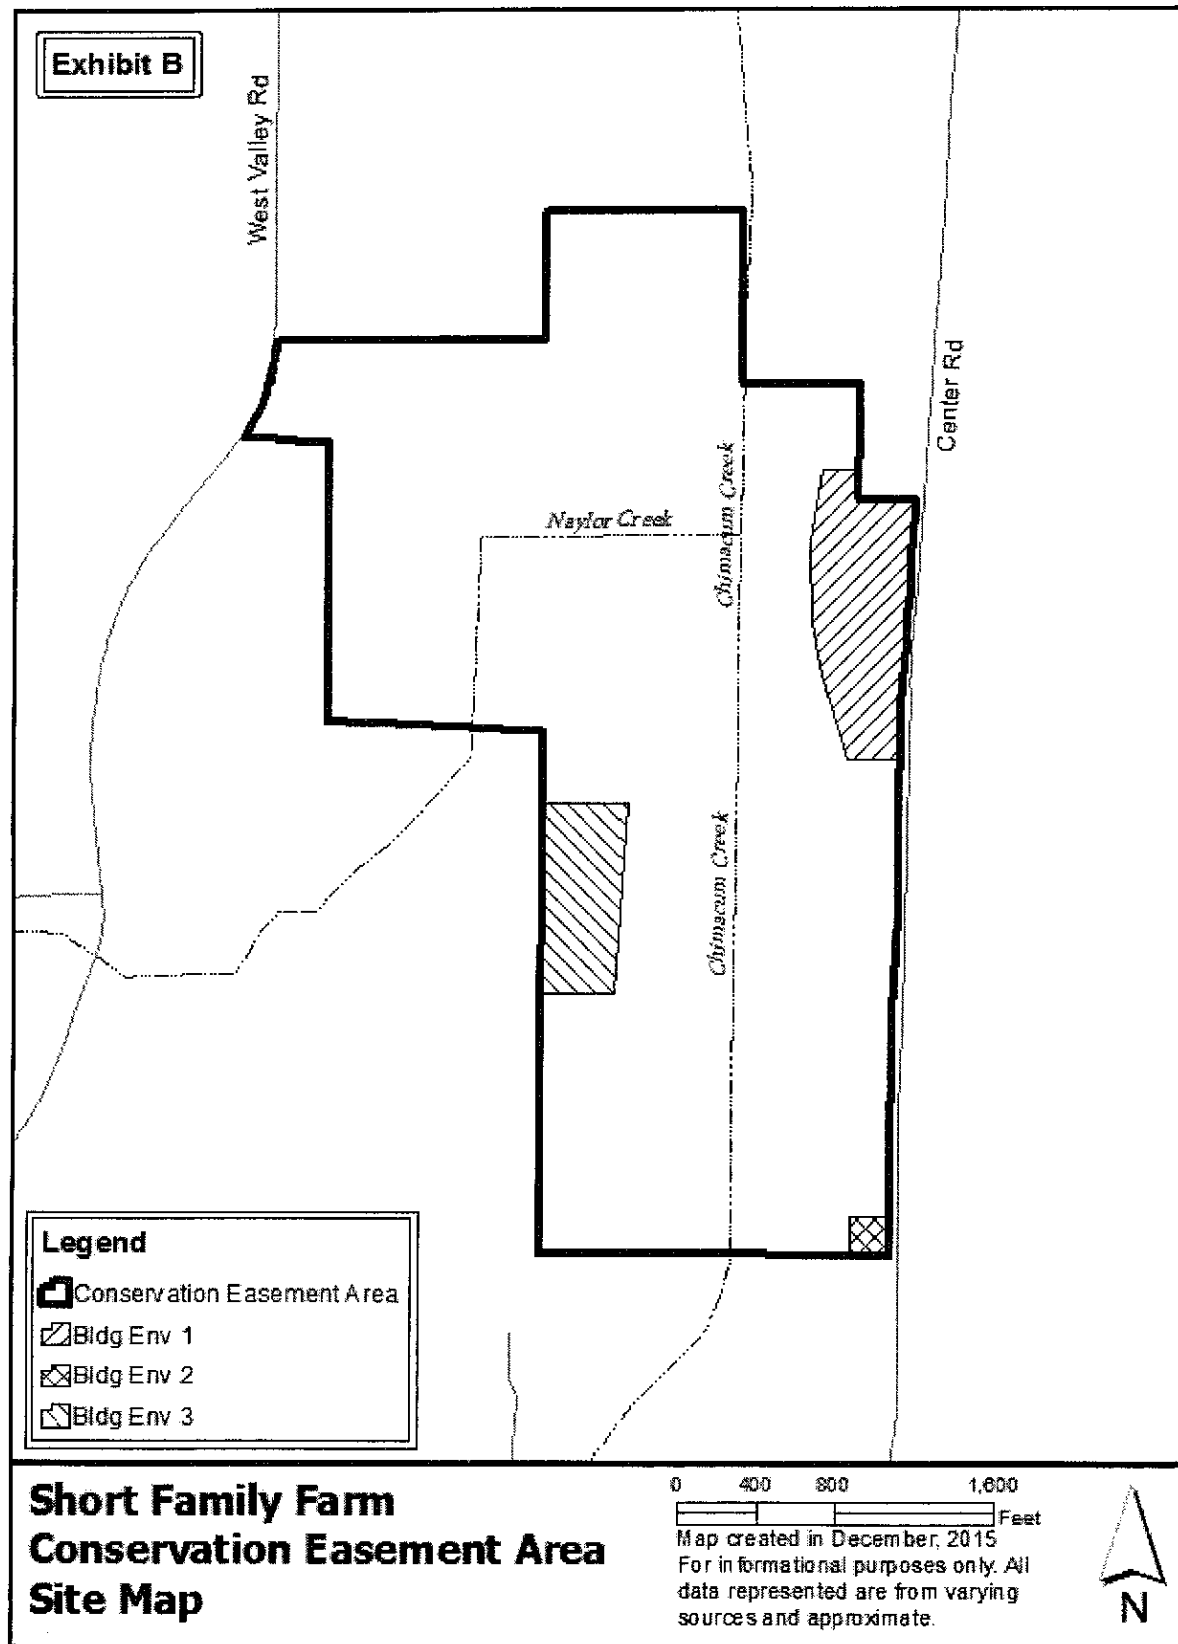 Exhibit B
West Valley Rd
Center Rd
Naylor Creek
Chimacum Creek
Chimacum Creek
Legend
Conservation Easement Area
Bldg Env 1
Bldg Env 2
Bldg Env 3
Short Family Farm
Conservation Easement Area
Site Map
0 400 800 1,600
Feet
Map created in December, 2015
For informational purposes only. All
data represented are from varying
sources and approximate.
N